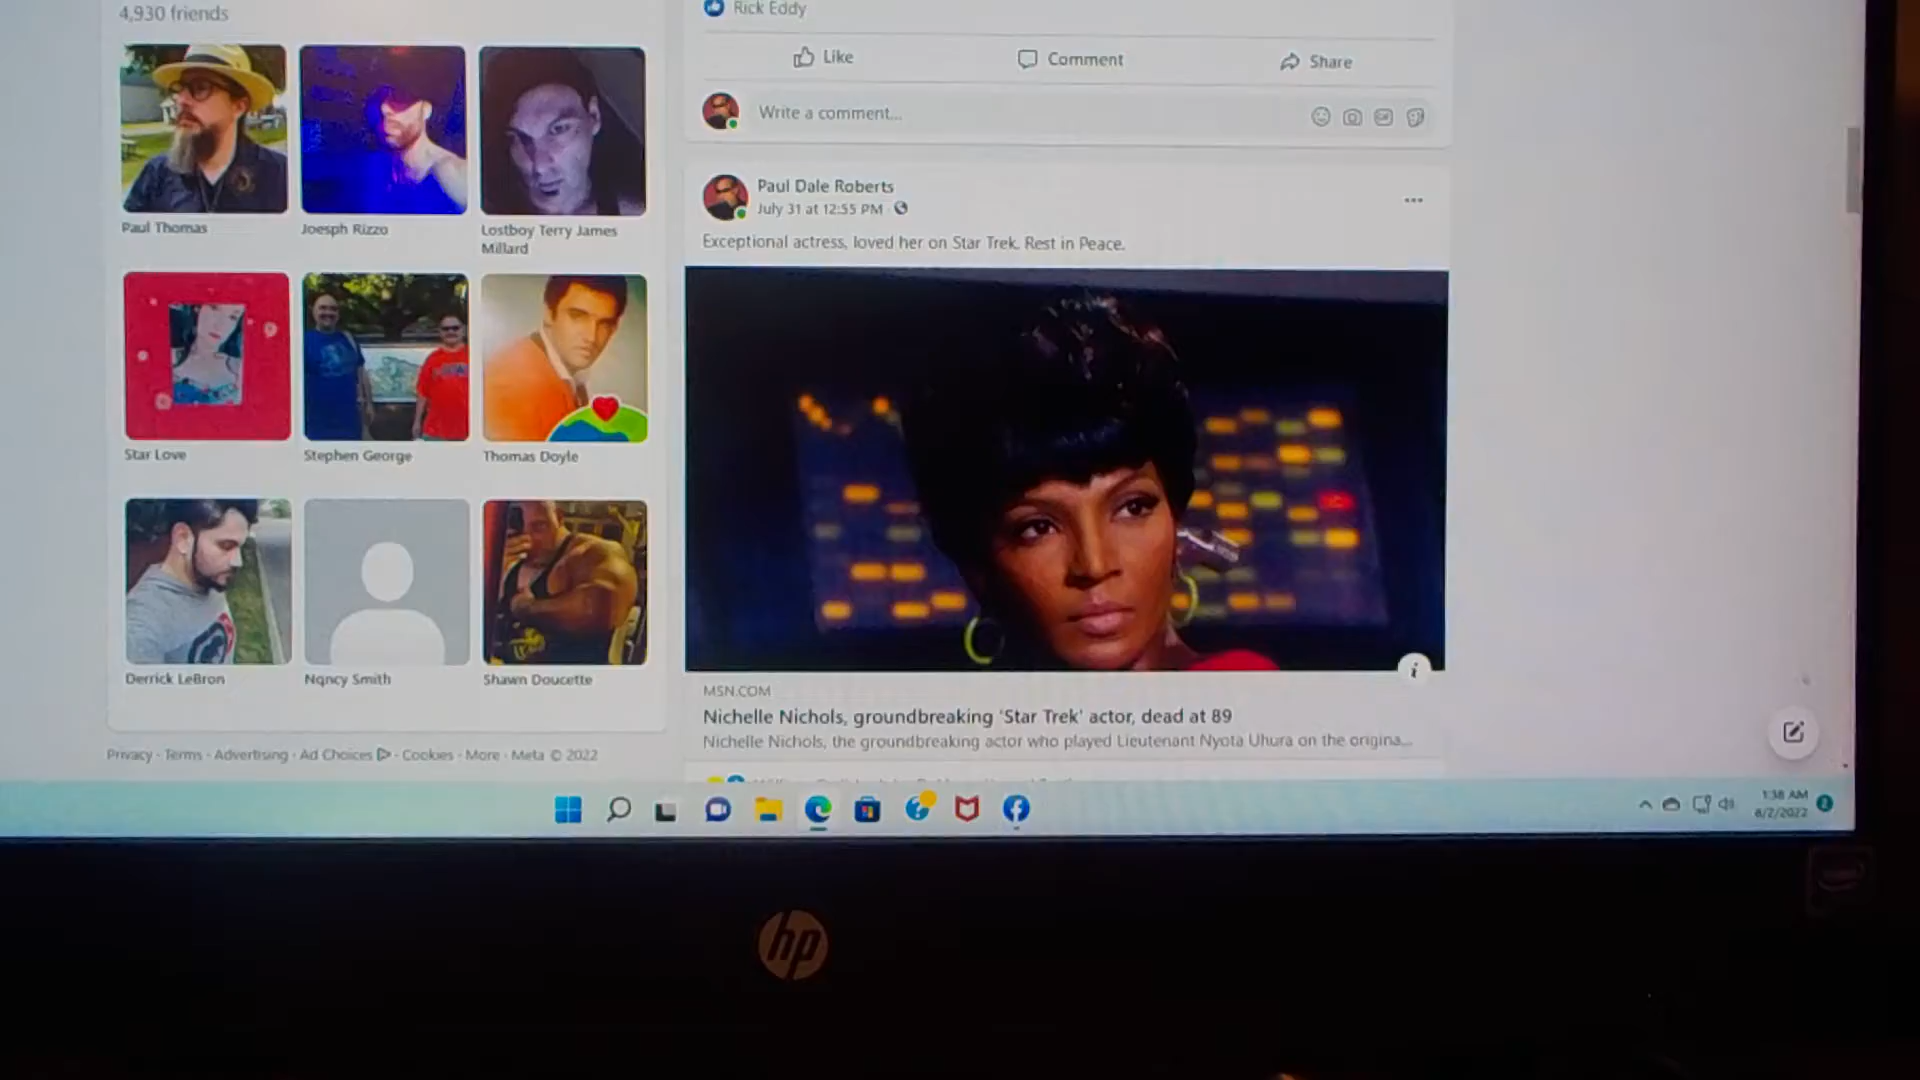 4,930 friends
Paul Thomas
Joesph Rizzo
Lostboy Terry James
Millard
Star Love
Stephen George
Thomas Doyle
Derrick LeBron
Nqncy Smith
Shawn Doucette
Privacy · Terms · Advertising · Ad Choices · Cookies · More · Meta © 2022
Rick Eddy
Like
Comment
Share
Write a comment...
GIF
Paul Dale Roberts
July 31 at 12:55 PM ·
Exceptional actress, loved her on Star Trek. Rest in Peace.
i
MSN.COM
Nichelle Nichols, groundbreaking 'Star Trek' actor, dead at 89
Nichelle Nichols, the groundbreaking actor who played Lieutenant Nyota Uhura on the origina...
1:38 AM
8/2/2022
2
hp